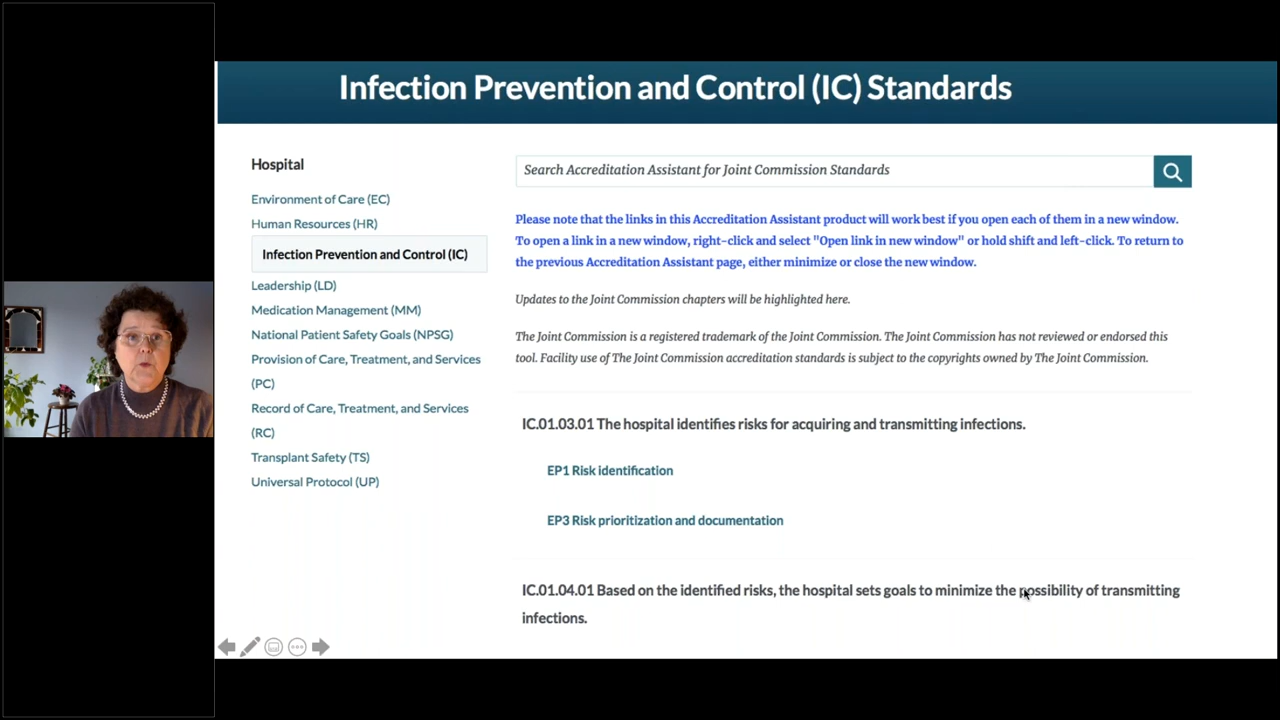 Infection Prevention and Control (IC) Standards
Hospital
Environment of Care (EC)
Human Resources (HR)
Infection Prevention and Control (IC)
Leadership (LD)
Medication Management (MM)
National Patient Safety Goals (NPSG)
Provision of Care, Treatment, and Services
(PC)
Record of Care, Treatment, and Services
(RC)
Transplant Safety (TS)
Universal Protocol (UP)
Search Accreditation Assistant for Joint Commission Standards
Please note that the links in this Accreditation Assistant product will work best if you open each of them in a new window.
To open a link in a new window, right-click and select "Open link in new window" or hold shift and left-click. To return to
the previous Accreditation Assistant page, either minimize or close the new window.
Updates to the Joint Commission chapters will be highlighted here.
The Joint Commission is a registered trademark of the Joint Commission. The Joint Commission has not reviewed or endorsed this
tool. Facility use of The Joint Commission accreditation standards is subject to the copyrights owned by The Joint Commission.
IC.01.03.01 The hospital identifies risks for acquiring and transmitting infections.
EP1 Risk identification
EP3 Risk prioritization and documentation
IC.01.04.01 Based on the identified risks, the hospital sets goals to minimize the possibility of transmitting
infections.